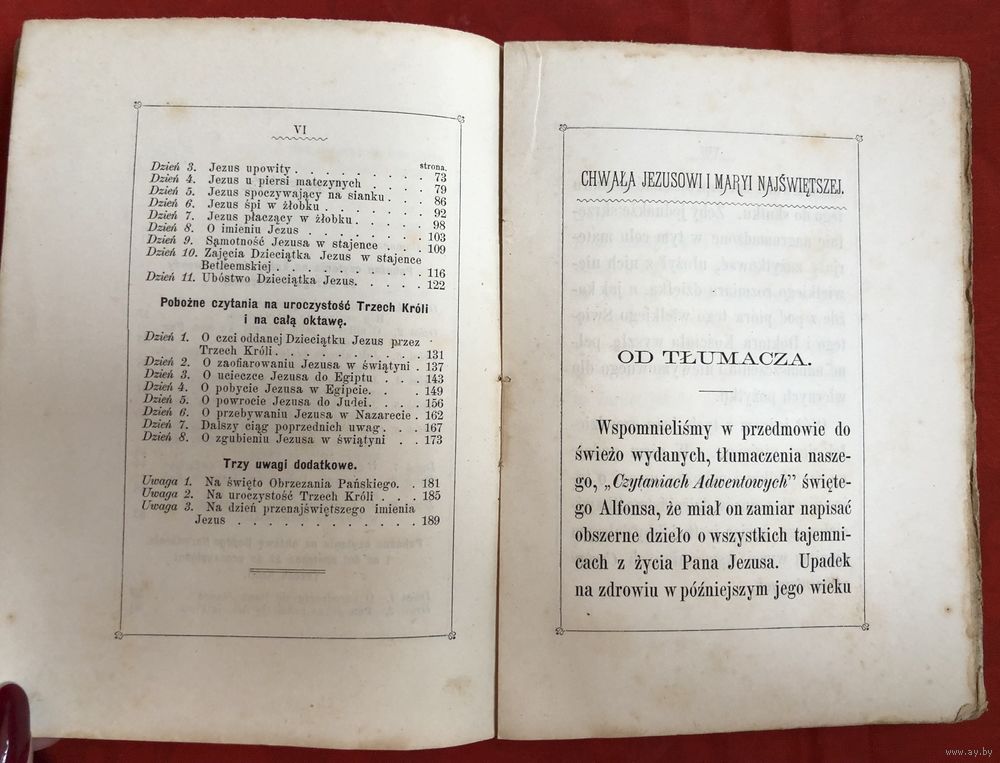 VI
strona.
Dzień 3. Jezus upowity . . . . . . . . 73
Dzień 4. Jezus u piersi matczynych . . . . 79
Dzień 5. Jezus spoczywający na sianku . . . 86
Dzień 6. Jezus śpi w żłobku . . . . . . 92
Dzień 7. Jezus płaczący w żłobku . . . . . 98
Dzień 8. O imieniu Jezus . . . . . . . 103
Dzień 9. Sąmotność Jezusa w stajence . . . 109
Dzień 10. Zajęcia Dzieciątka Jezus w stajence
Betleemskiej . . . . . . . . . . 116
Dzień 11. Ubóstwo Dzieciątka Jezus. . . . . 122
Pobożne czytania na uroczystość Trzech Króli
i na całą oktawę.
Dzień 1. O czci oddanej Dzieciątku Jezus przez
Trzech Króli . . . . . . . . . . 131
Dzień 2. O zaofiarowaniu Jezusa w świątyni . 137
Dzień 3. O ucieczce Jezusa do Egiptu . . . 143
Dzień 4. O pobycie Jezusa w Egipcie. . . . 149
Dzień 5. O powrocie Jezusa do Judei. . . . 156
Dzień 6. O przebywaniu Jezusa w Nazarecie . 162
Dzień 7. Dalszy ciąg poprzednich uwag . . . 167
Dzień 8. O zgubieniu Jezusa w świątyni . . 173
Trzy uwagi dodatkowe.
Uwaga 1. Na święto Obrzezania Pańskiego. . 181
Uwaga 2. Na uroczystość Trzech Króli . . . 185
Uwaga 3. Na dzień przenajświętszego imienia
Jezus . . . . . . . . . . . . 189
CHWAŁA JEZUSOWI I MARYI NAJŚWIĘTSZEJ.
OD TŁUMACZA.
Wspomnieliśmy w przedmowie do
świeżo wydanych, tłumaczenia nasze-
go, „Czytaniach Adwentowych” święte-
go Alfonsa, że miał on zamiar napisać
obszerne dzieło o wszystkich tajemni-
cach z życia Pana Jezusa. Upadek
na zdrowiu w późniejszym jego wieku
www.ay.by